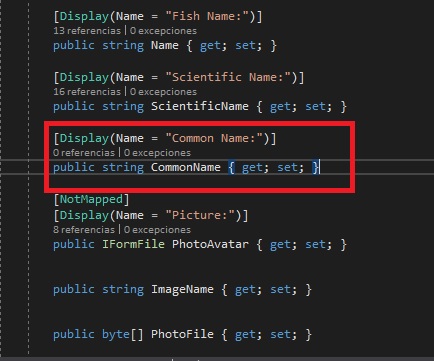 [Display(Name = "Fish Name:")]
13 referencias | 0 excepciones
public string Name { get; set; }
[Display(Name = "Scientific Name:")]
16 referencias | 0 excepciones
public string ScientificName { get; set; }
[Display(Name = "Common Name:")]
0 referencias | 0 excepciones
public string CommonName { get; set; }
[NotMapped]
[Display(Name = "Picture:")]
8 referencias | 0 excepciones
public IFormFile PhotoAvatar { get; set; }
public string ImageName { get; set; }
public byte[] PhotoFile { get; set; }